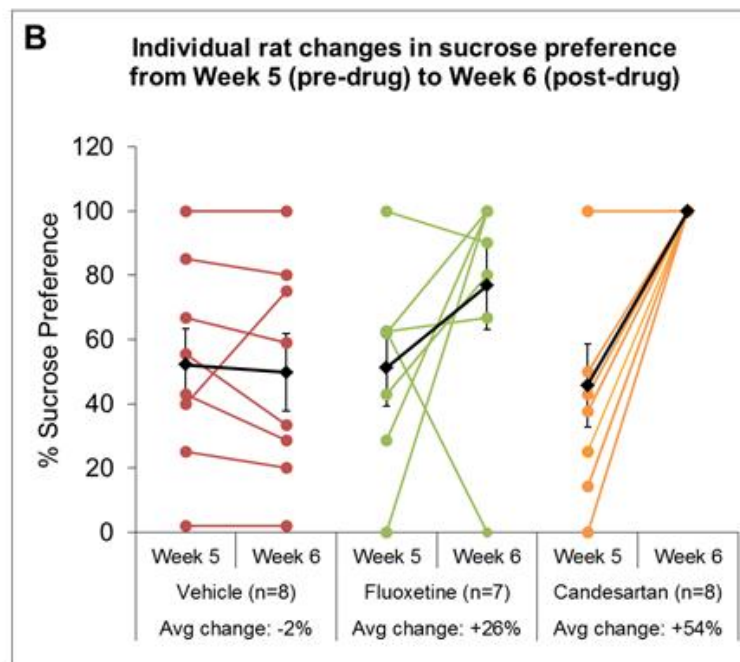 B
Individual rat changes in sucrose preference
from Week 5 (pre-drug) to Week 6 (post-drug)
% Sucrose Preference
120
100
80
60
40
20
0
Week 5 Week 6 Week 5 Week 6 Week 5 Week 6
Vehicle (n=8) Fluoxetine (n=7) Candesartan (n=8)
Avg change: -2% Avg change: +26% Avg change: +54%